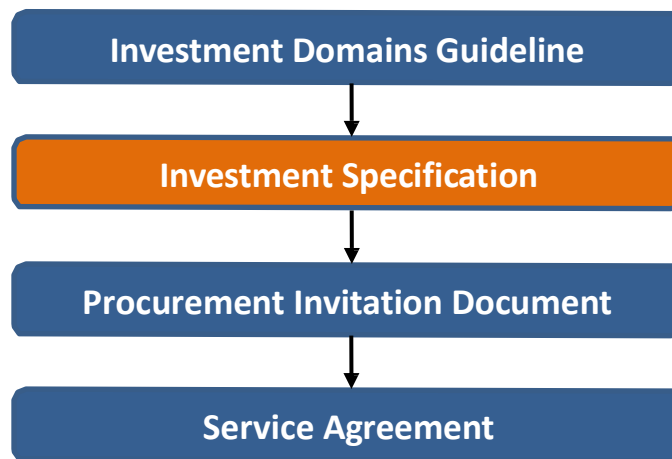 Investment Domains Guideline
Investment Specification
Procurement Invitation Document
Service Agreement